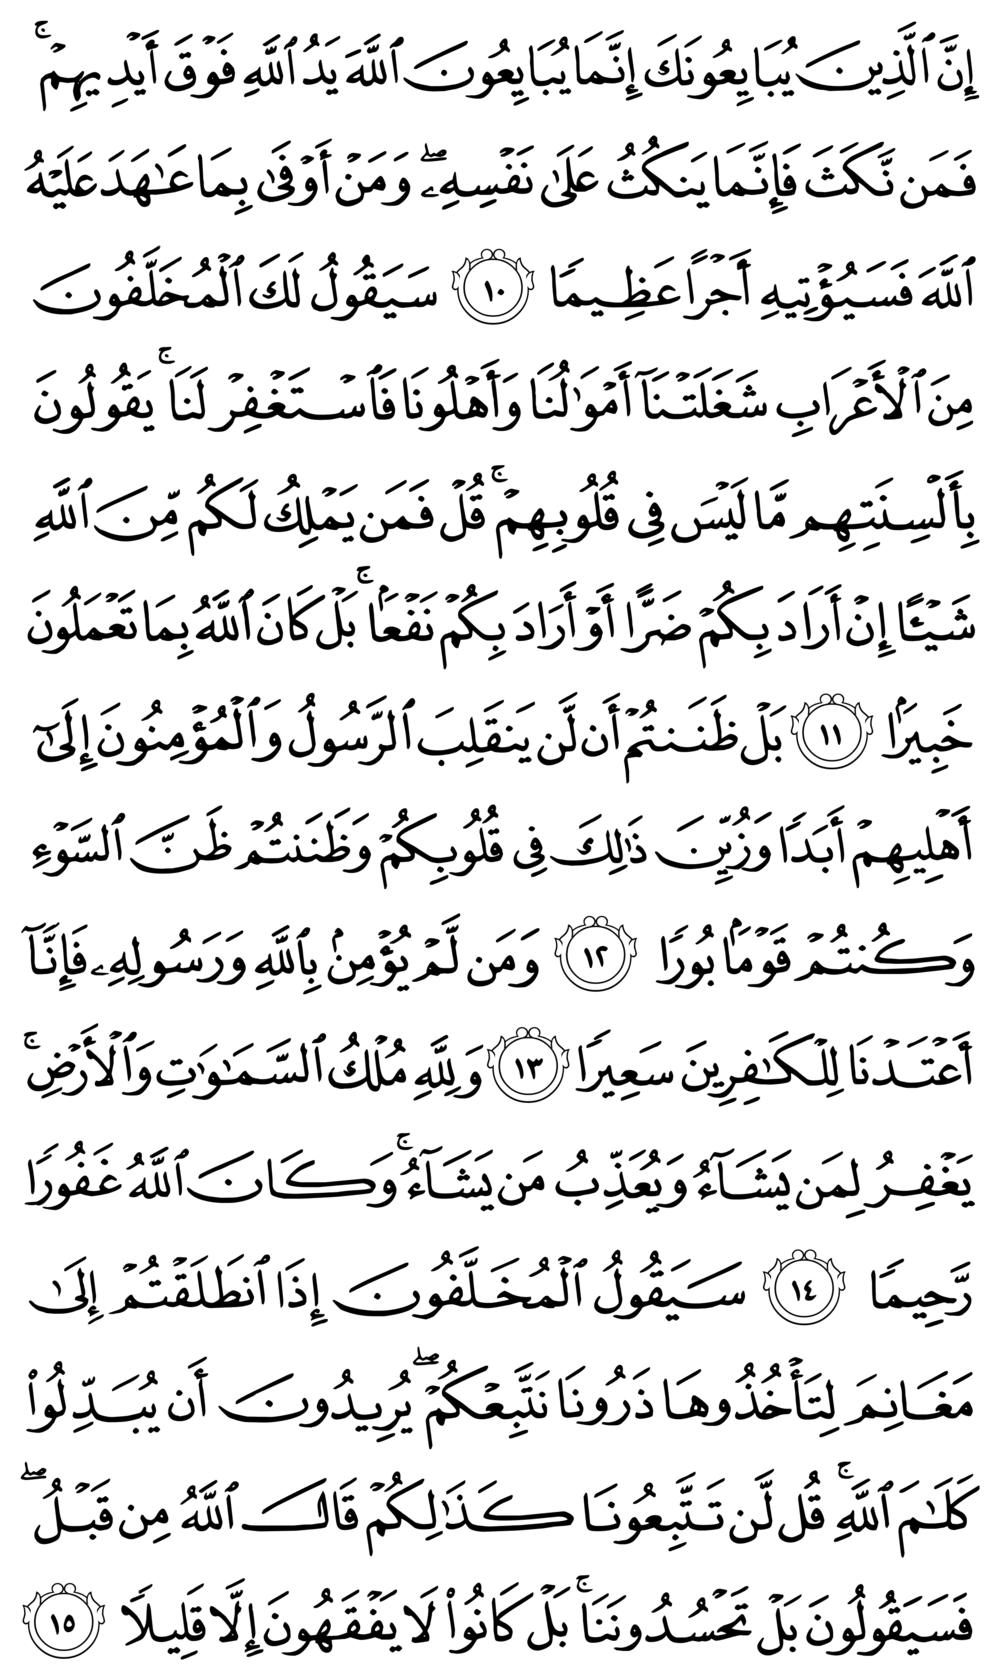 إِنَّ ٱلَّذِينَ يُبَايِعُونَكَ إِنَّمَا يُبَايِعُونَ ٱللَّهَ يَدُ ٱللَّهِ فَوْقَ أَيْدِيهِمْۚ
فَمَن نَّكَثَ فَإِنَّمَا يَنكُثُ عَلَىٰ نَفْسِهِۦۖ وَمَنْ أَوْفَىٰ بِمَا عَـٰهَدَ عَلَيْهُ
ٱللَّهَ فَسَيُؤْتِيهِ أَجْرًا عَظِيمًا ١٠ سَيَقُولُ لَكَ ٱلْمُخَلَّفُونَ
مِنَ ٱلْأَعْرَابِ شَغَلَتْنَآ أَمْوَٰلُنَا وَأَهْلُونَا فَٱسْتَغْفِرْ لَنَاۚ يَقُولُونَ
بِأَلْسِنَتِهِم مَّا لَيْسَ فِى قُلُوبِهِمْۚ قُلْ فَمَن يَمْلِكُ لَكُم مِّنَ ٱللَّهِ
شَيْـًٔا إِنْ أَرَادَ بِكُمْ ضَرًّا أَوْ أَرَادَ بِكُمْ نَفْعًۢاۚ بَلْ كَانَ ٱللَّهُ بِمَا تَعْمَلُونَ
خَبِيرًۢا ١١ بَلْ ظَنَنتُمْ أَن لَّن يَنقَلِبَ ٱلرَّسُولُ وَٱلْمُؤْمِنُونَ إِلَىٰٓ
أَهْلِيهِمْ أَبَدًا وَزُيِّنَ ذَٰلِكَ فِى قُلُوبِكُمْ وَظَنَنتُمْ ظَنَّ ٱلسَّوْءِ
وَكُنتُمْ قَوْمًۢا بُورًا ١٢ وَمَن لَّمْ يُؤْمِنۢ بِٱللَّهِ وَرَسُولِهِۦ فَإِنَّآ
أَعْتَدْنَا لِلْكَـٰفِرِينَ سَعِيرًا ١٣ وَلِلَّهِ مُلْكُ ٱلسَّمَـٰوَٰتِ وَٱلْأَرْضِۚ
يَغْفِرُ لِمَن يَشَآءُ وَيُعَذِّبُ مَن يَشَآءُۚ وَكَانَ ٱللَّهُ غَفُورًا
رَّحِيمًا ١٤ سَيَقُولُ ٱلْمُخَلَّفُونَ إِذَا ٱنطَلَقْتُمْ إِلَىٰ
مَغَانِمَ لِتَأْخُذُوهَا ذَرُونَا نَتَّبِعْكُمْۖ يُرِيدُونَ أَن يُبَدِّلُوا۟
كَلَـٰمَ ٱللَّهِۚ قُل لَّن تَتَّبِعُونَا كَذَٰلِكُمْ قَالَ ٱللَّهُ مِن قَبْلُۖ
فَسَيَقُولُونَ بَلْ تَحْسُدُونَنَاۚ بَلْ كَانُوا۟ لَا يَفْقَهُونَ إِلَّا قَلِيلًا ١٥